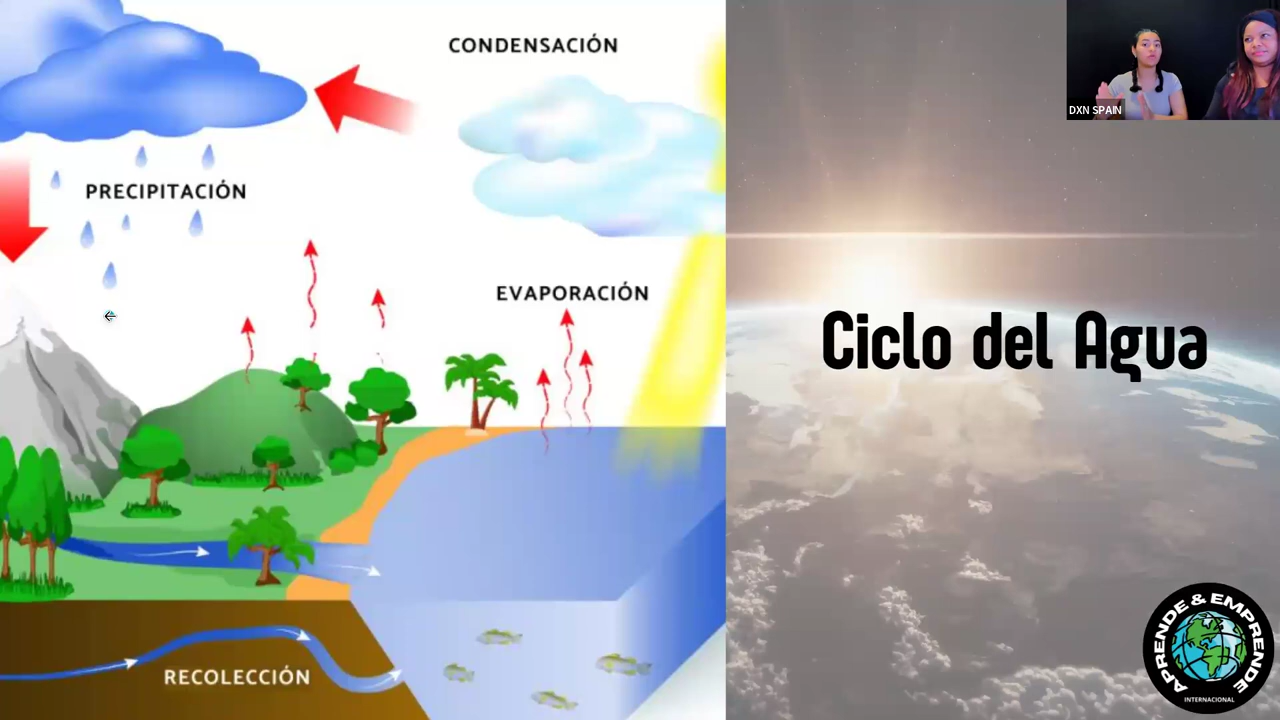 CONDENSACIÓN
PRECIPITACIÓN
EVAPORACIÓN
RECOLECCIÓN
Ciclo del Agua
DXN SPAIN
APRENDE & EMPRENDE
INTERNACIONAL